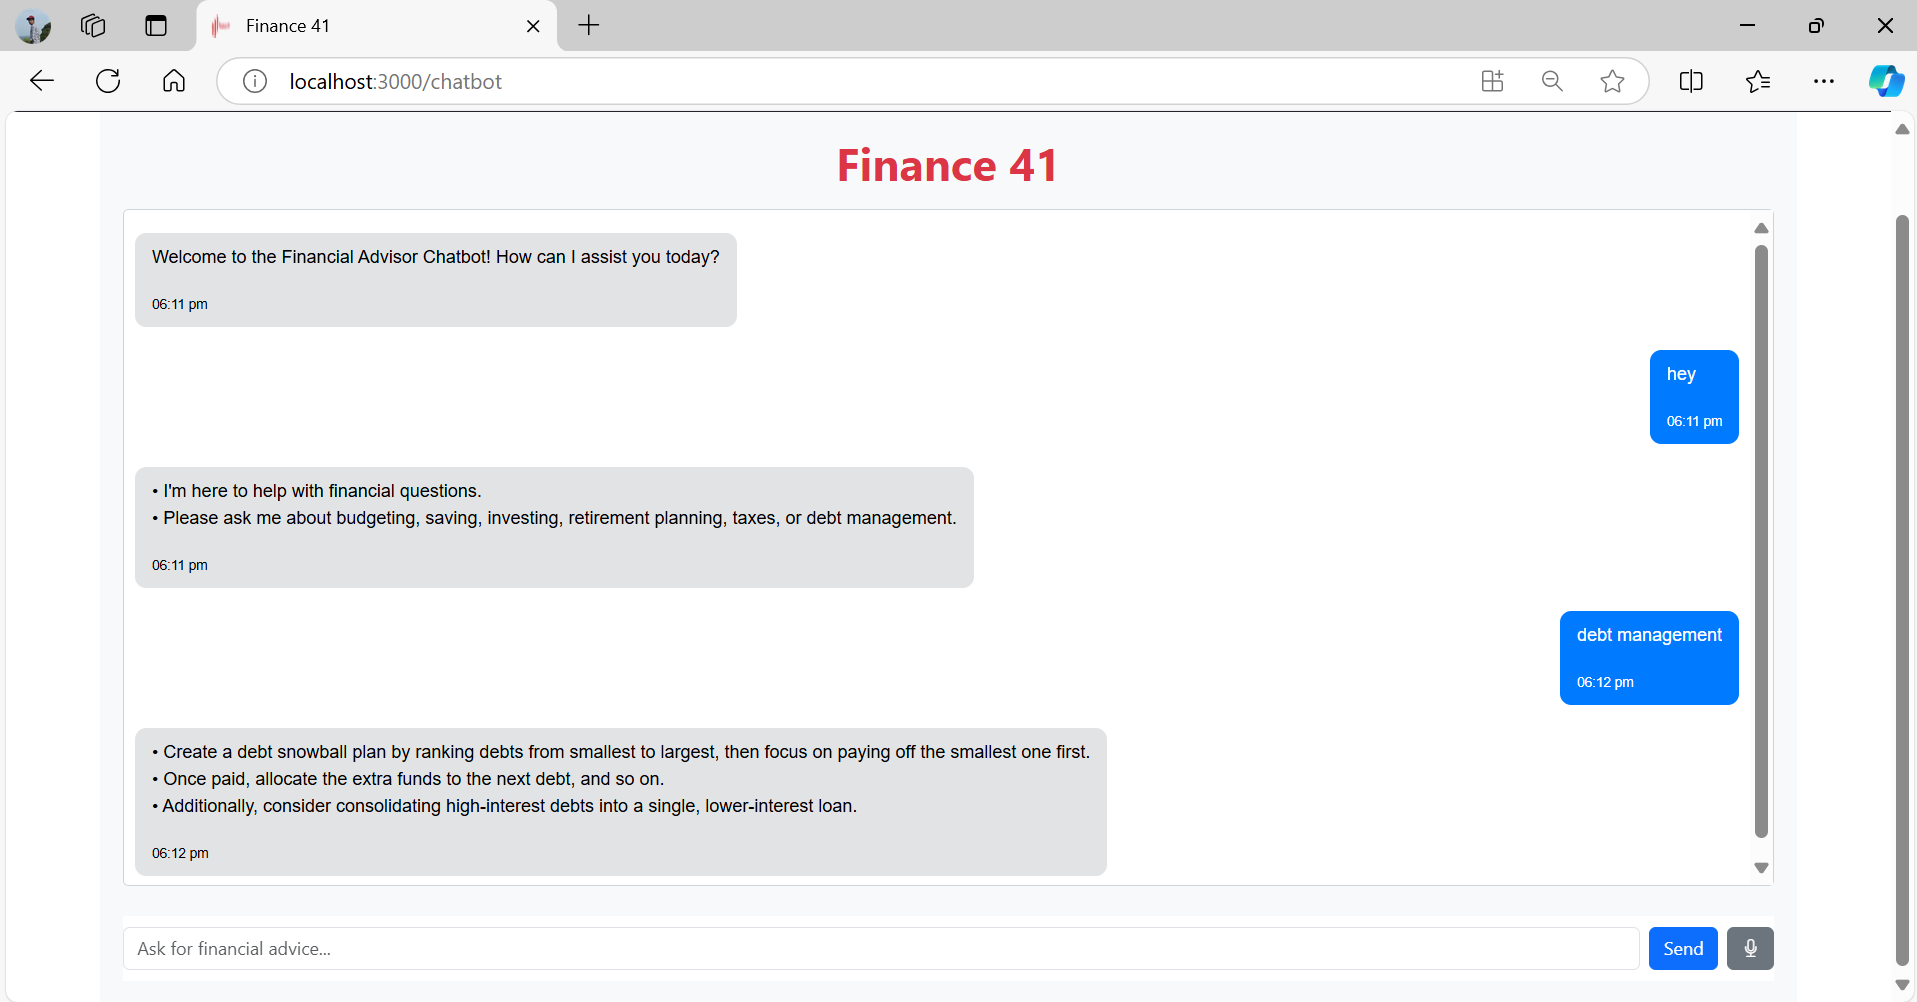 Finance 41
localhost:3000/chatbot
Finance 41
Welcome to the Financial Advisor Chatbot! How can I assist you today?
06:11 pm
hey
06:11 pm
• I'm here to help with financial questions.
• Please ask me about budgeting, saving, investing, retirement planning, taxes, or debt management.
06:11 pm
debt management
06:12 pm
• Create a debt snowball plan by ranking debts from smallest to largest, then focus on paying off the smallest one first.
• Once paid, allocate the extra funds to the next debt, and so on.
• Additionally, consider consolidating high-interest debts into a single, lower-interest loan.
06:12 pm
Ask for financial advice...
Send